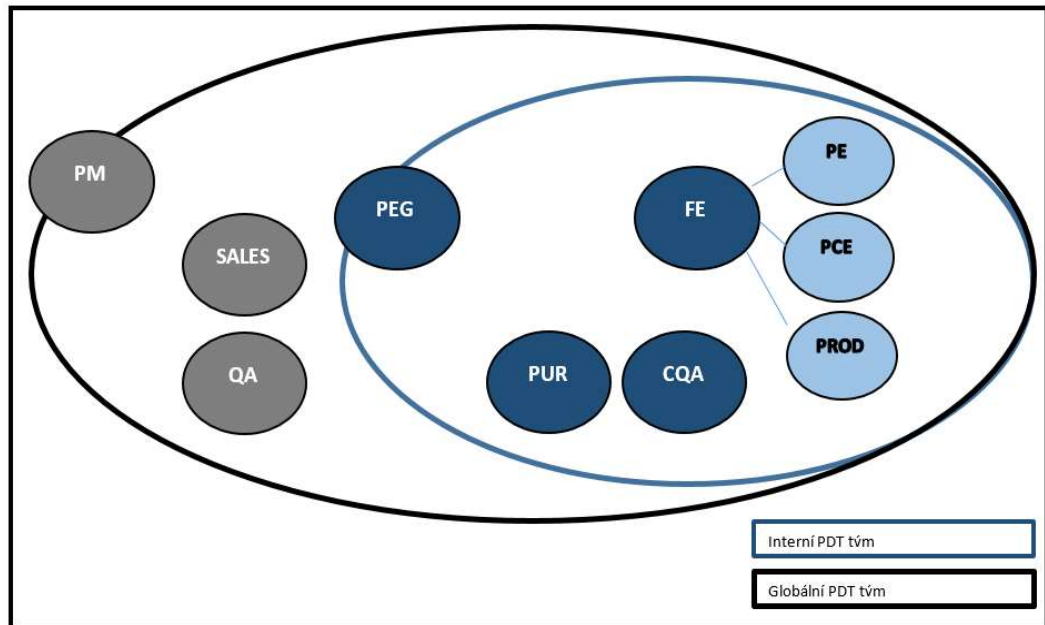 PM
SALES
QA
PEG
FE
PE
PCE
PROD
PUR
CQA
Interní PDT tým
Globální PDT tým